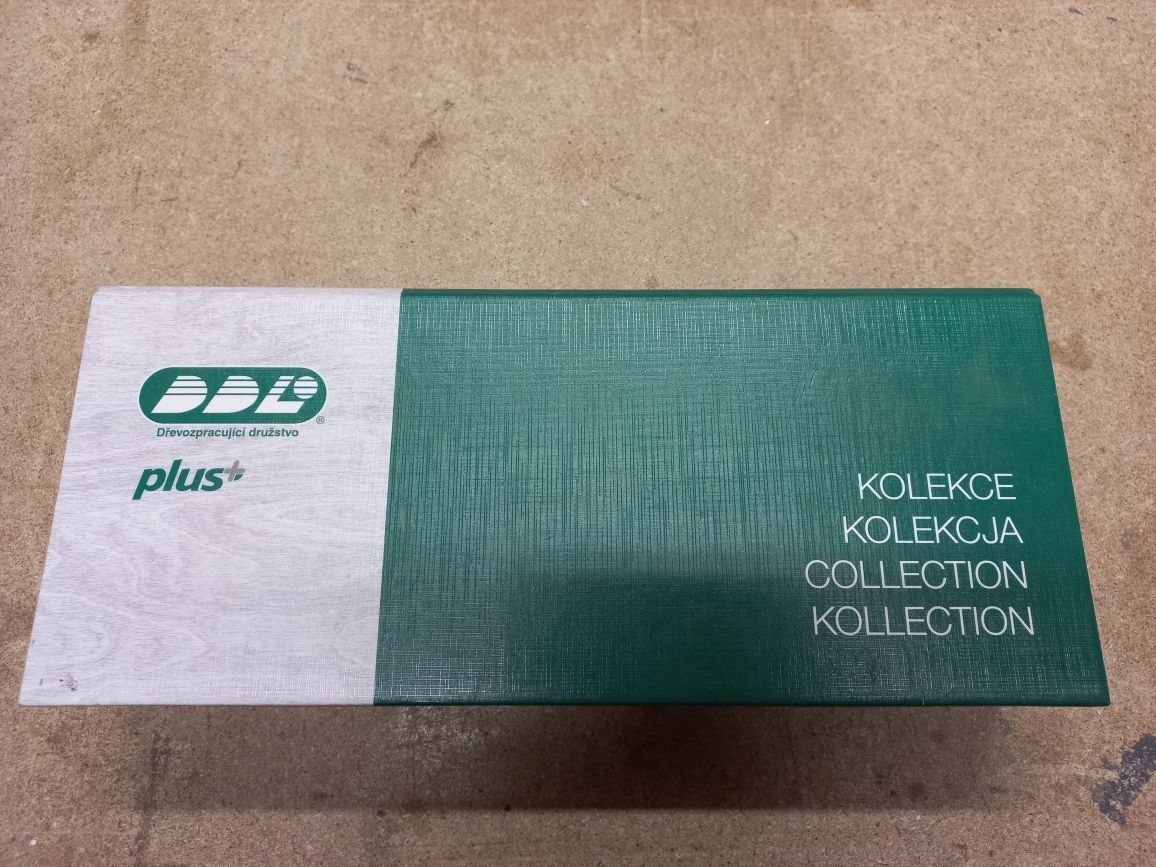 DDL
®
Dřevozpracující družstvo
plus+
KOLEKCE
KOLEKCJA
COLLECTION
KOLLECTION